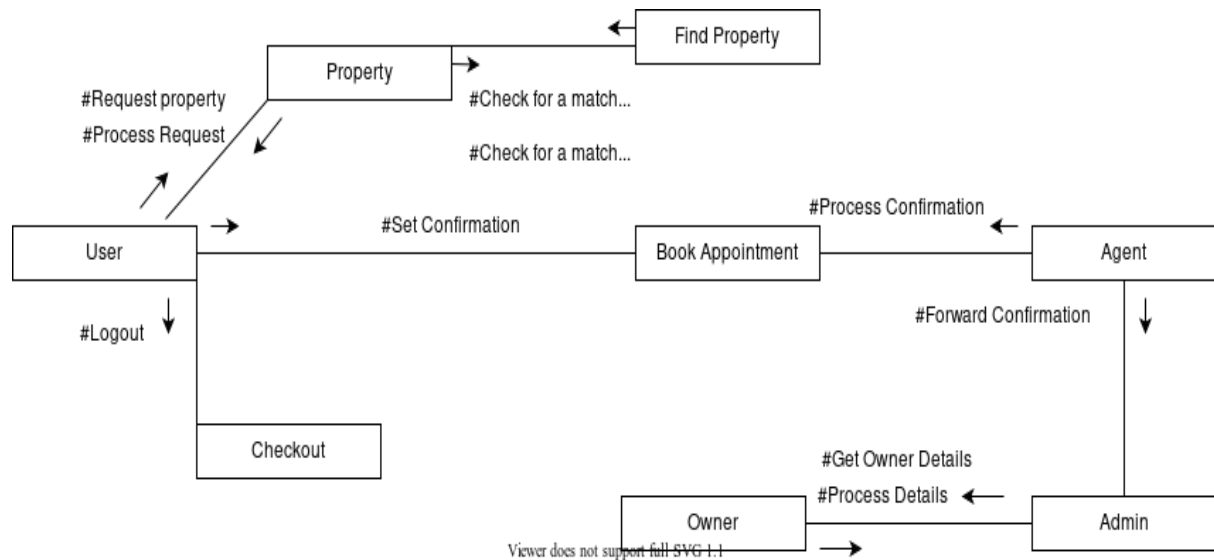 Find Property
Property
#Request property
#Check for a match...
#Process Request
#Check for a match...
#Set Confirmation
#Process Confirmation
User
Book Appointment
Agent
#Forward Confirmation
#Logout
Checkout
#Get Owner Details
#Process Details
Owner
Admin
Viewer does not support full SVG 1.1